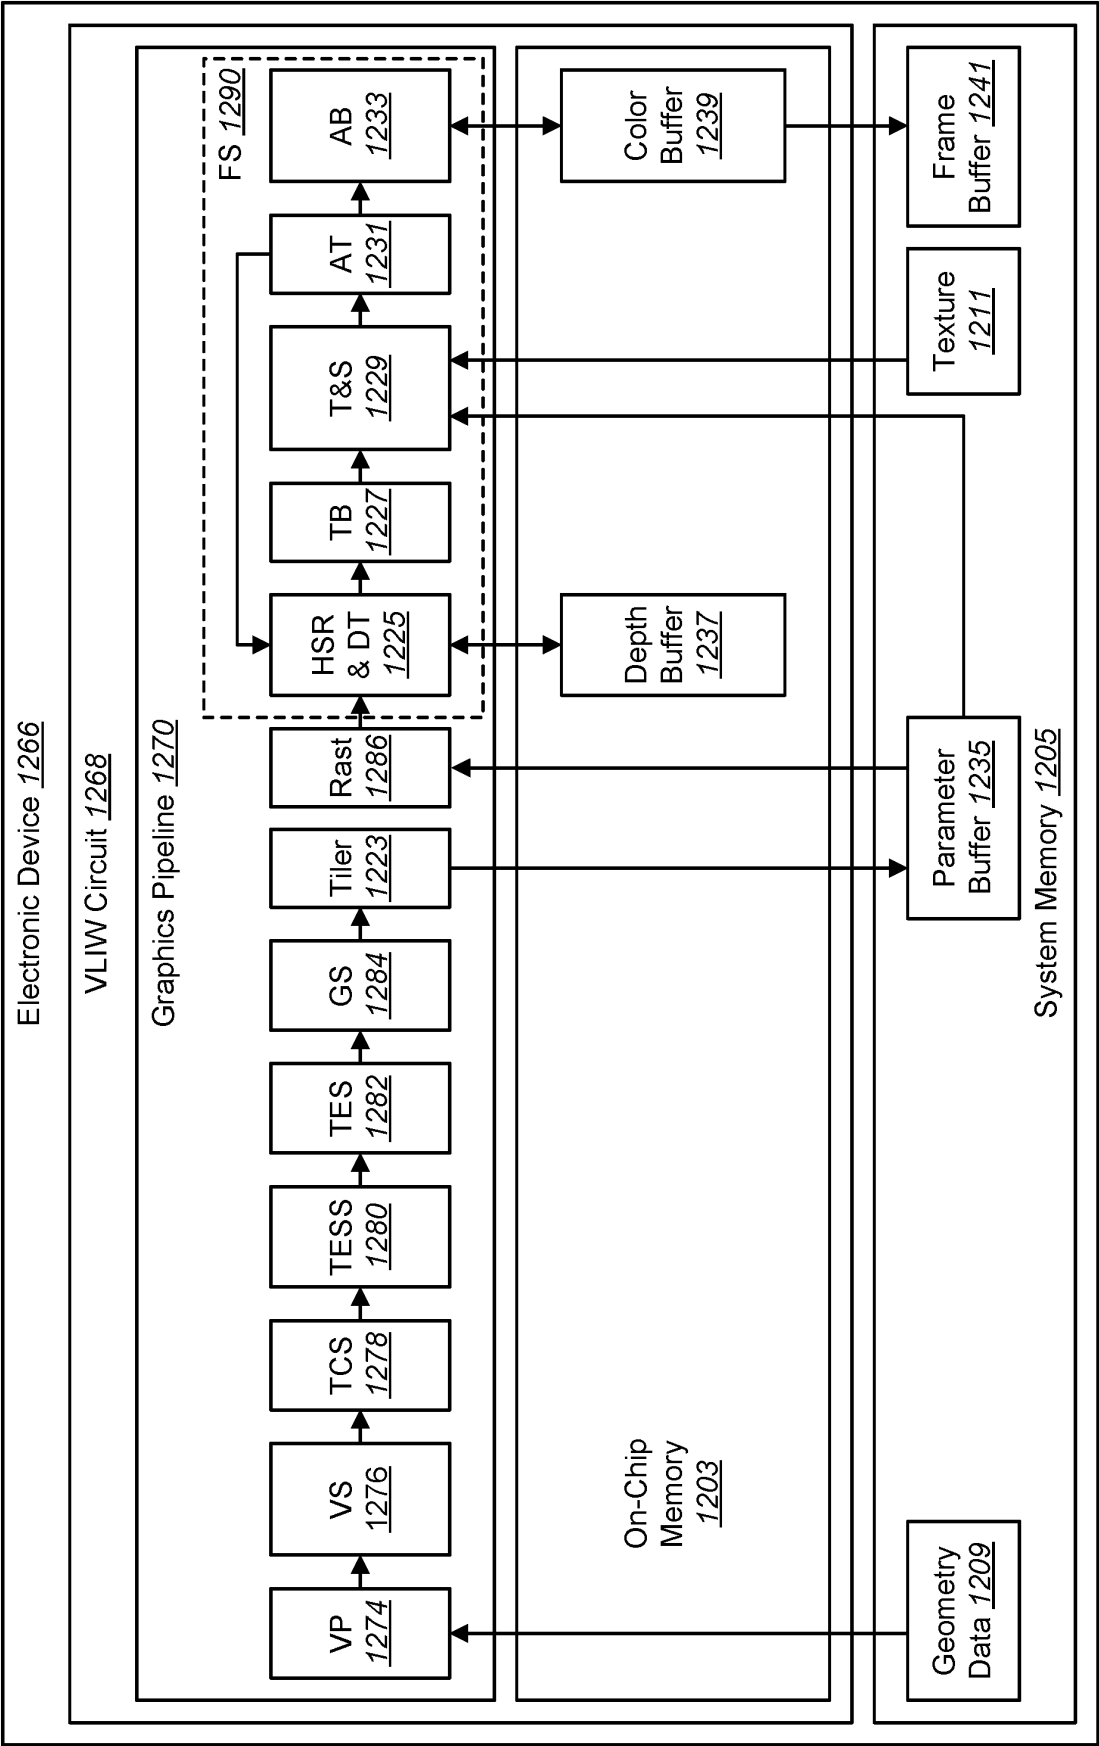 Electronic Device 1266
VLIW Circuit 1268
Graphics Pipeline 1270
FS 1290
VP
1274
VS
1276
TCS
1278
TESS
1280
TES
1282
GS
1284
Tiler
1223
Rast
1286
HSR
& DT
1225
TB
1227
T&S
1229
AT
1231
AB
1233
On-Chip
Memory
1203
Depth
Buffer
1237
Color
Buffer
1239
Geometry
Data 1209
Parameter
Buffer 1235
Texture
1211
Frame
Buffer 1241
System Memory 1205